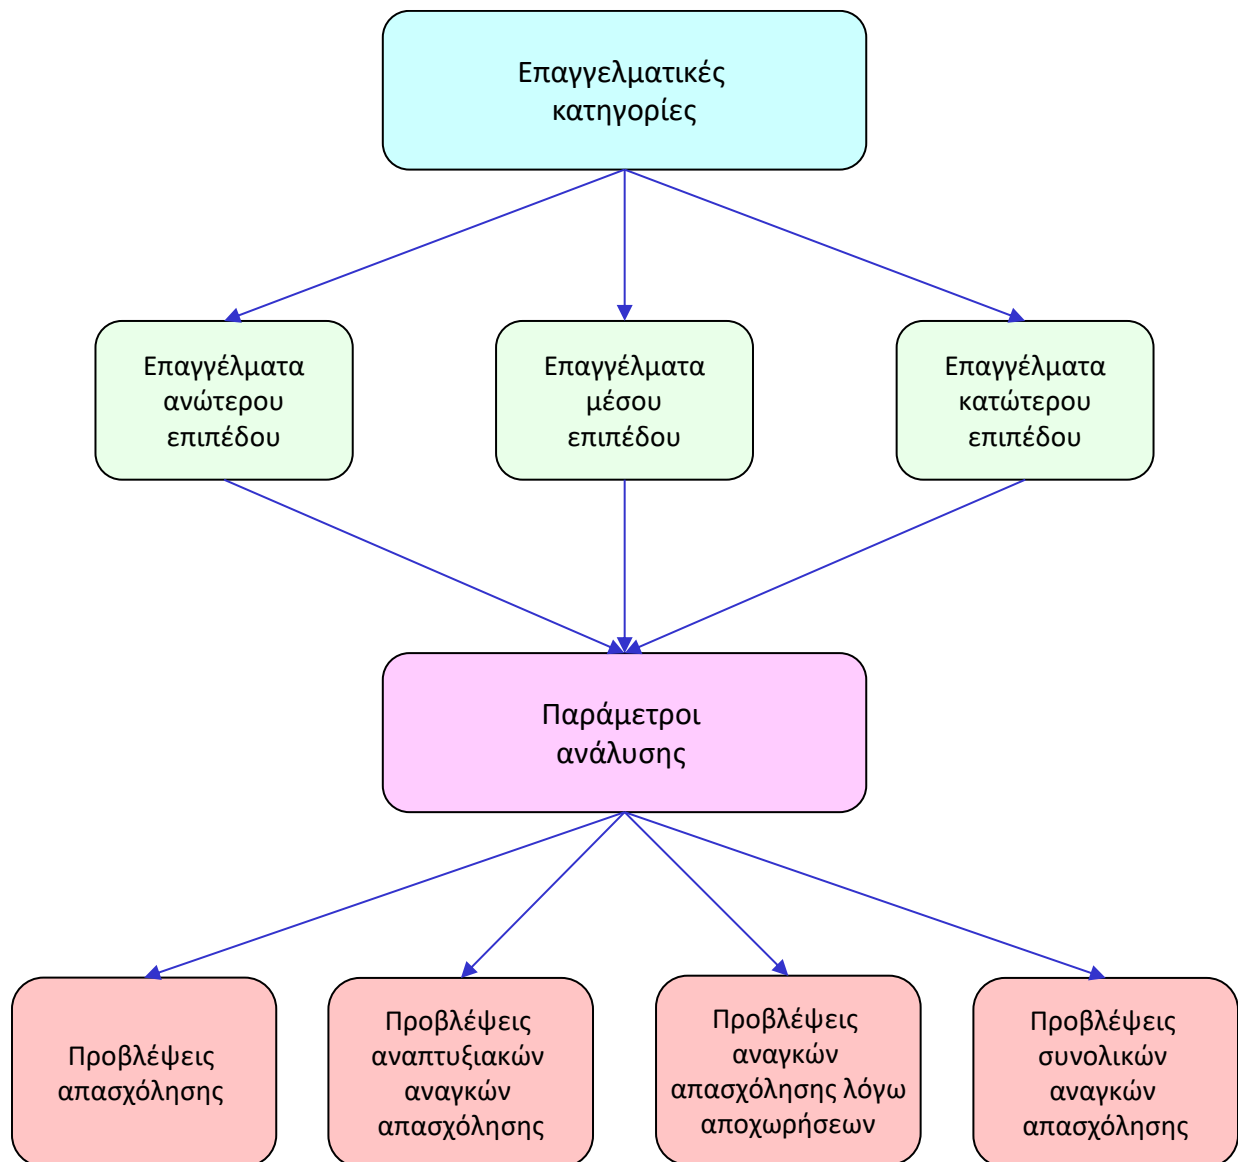 Επαγγελματικές
κατηγορίες
Επαγγέλματα
ανώτερου
επιπέδου
Επαγγέλματα
μέσου
επιπέδου
Επαγγέλματα
κατώτερου
επιπέδου
Παράμετροι
ανάλυσης
Προβλέψεις
απασχόλησης
Προβλέψεις
αναπτυξιακών
αναγκών
απασχόλησης
Προβλέψεις
αναγκών
απασχόλησης λόγω
αποχωρήσεων
Προβλέψεις
συνολικών
αναγκών
απασχόλησης